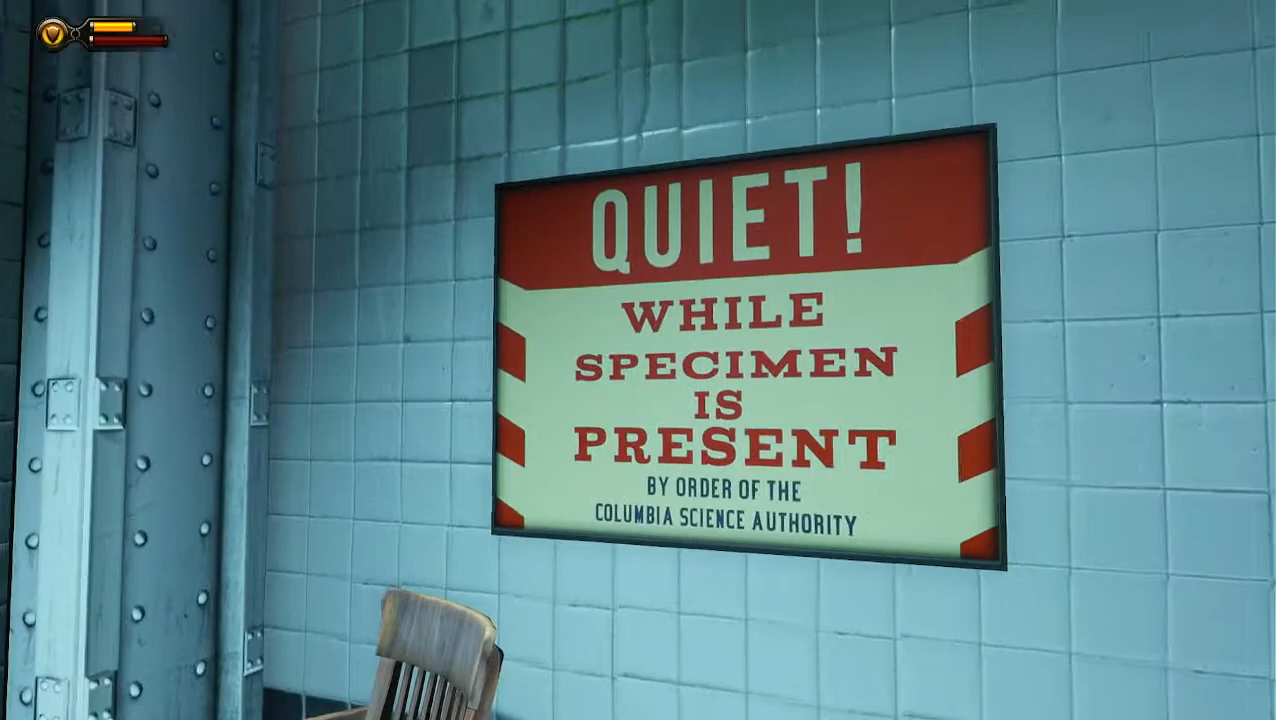 QUIET!
WHILE
SPECIMEN
IS
PRESENT
BY ORDER OF THE
COLUMBIA SCIENCE AUTHORITY